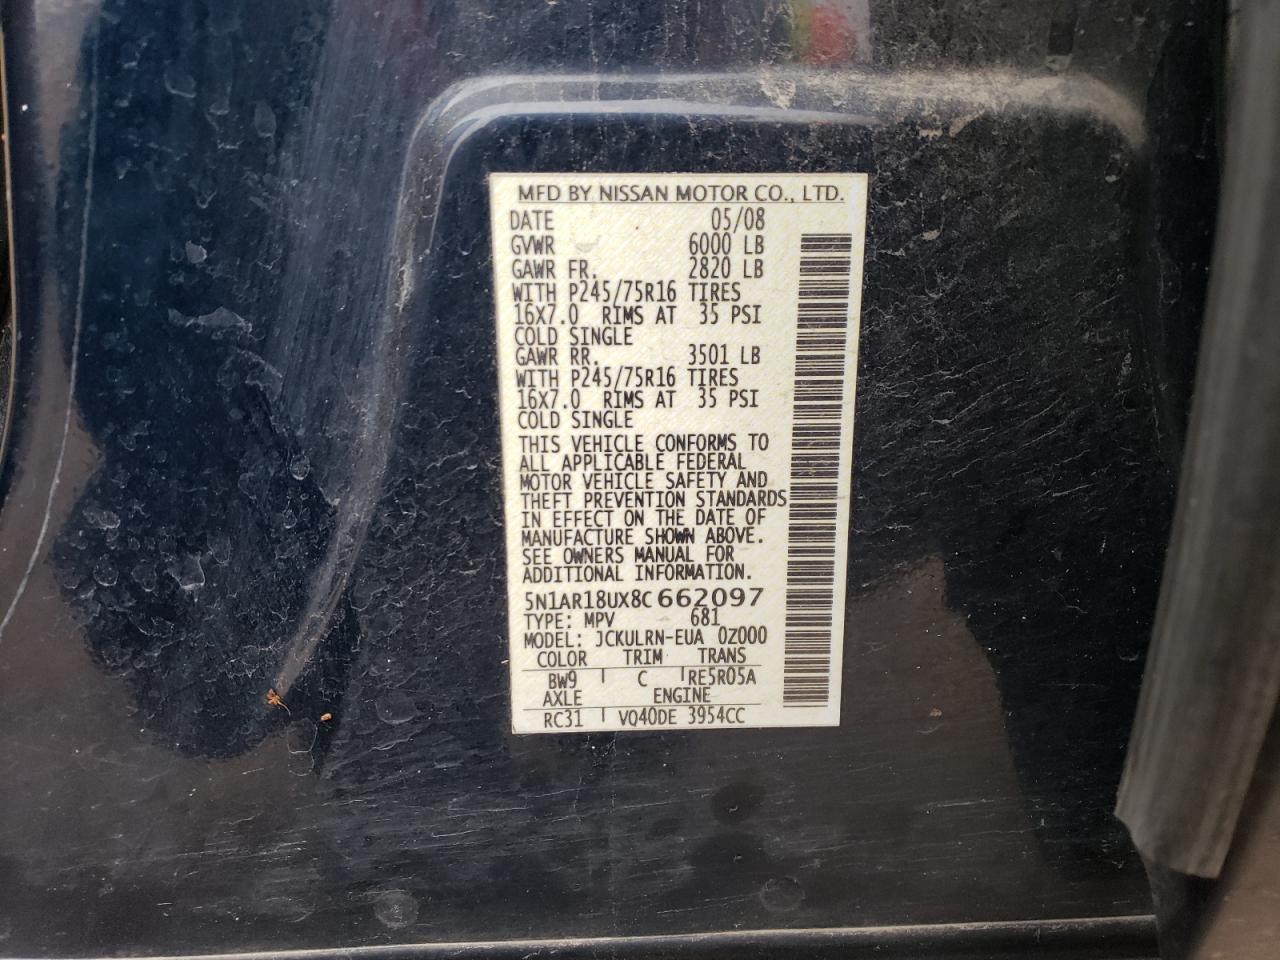 MFD BY NISSAN MOTOR CO., LTD.
DATE 05/08
GVWR 6000 LB
GAWR FR. 2820 LB
WITH P245/75R16 TIRES
16X7.0 RIMS AT 35 PSI
COLD SINGLE
GAWR RR. 3501 LB
WITH P245/75R16 TIRES
16X7.0 RIMS AT 35 PSI
COLD SINGLE
THIS VEHICLE CONFORMS TO
ALL APPLICABLE FEDERAL
MOTOR VEHICLE SAFETY AND
THEFT PREVENTION STANDARDS
IN EFFECT ON THE DATE OF
MANUFACTURE SHOWN ABOVE.
SEE OWNERS MANUAL FOR
ADDITIONAL INFORMATION.
5N1AR18UX8C662097
TYPE: MPV 681
MODEL: JCKULRN-EUA 0Z000
COLOR TRIM TRANS
BW9 C RE5R05A
AXLE ENGINE
RC31 VQ40DE 3954CC